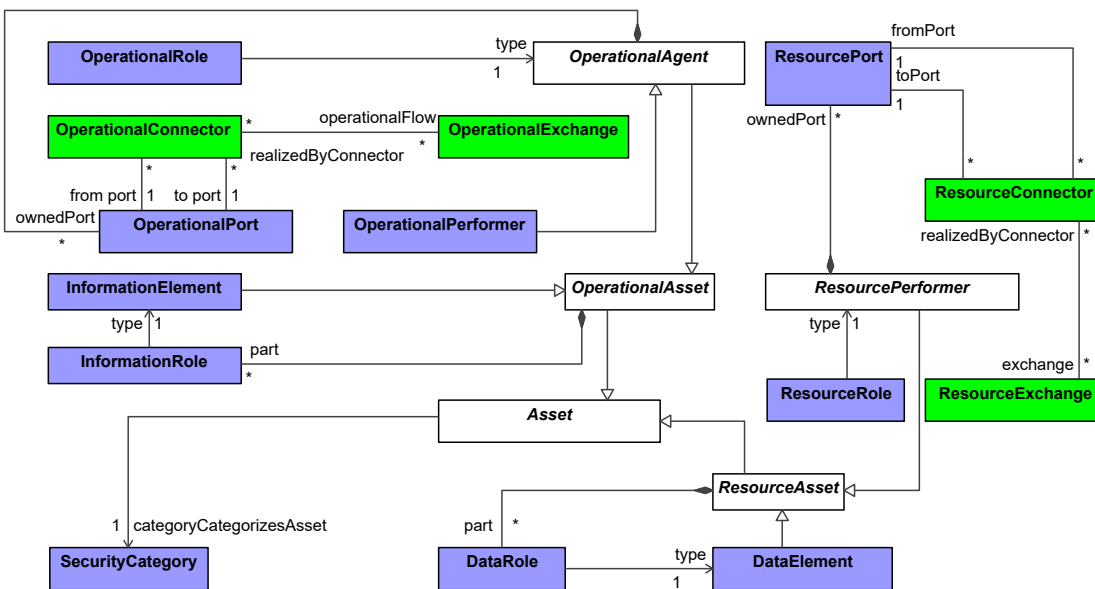 fromPort
OperationalRole
type
1
OperationalAgent
ResourcePort
1
toPort
1
ownedPort
*
OperationalConnector
*
operationalFlow
*
OperationalExchange
realizedByConnector
*
*
*
*
from port
1
to port
1
ResourceConnector
ownedPort
*
OperationalPort
OperationalPerformer
realizedByConnector
*
InformationElement
OperationalAsset
ResourcePerformer
type
1
type
1
InformationRole
part
*
exchange
*
ResourceRole
ResourceExchange
Asset
ResourceAsset
1
categoryCategorizesAsset
part
*
SecurityCategory
DataRole
type
1
DataElement